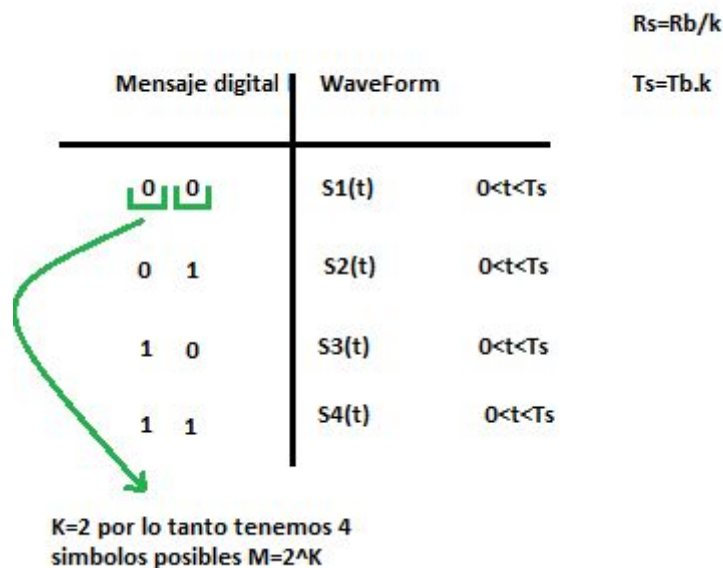 Rs=Rb/k
Mensaje digital WaveForm Ts=Tb.k
0 0 S1(t) 0<t<Ts
0 1 S2(t) 0<t<Ts
1 0 S3(t) 0<t<Ts
1 1 S4(t) 0<t<Ts
K=2 por lo tanto tenemos 4
simbolos posibles M=2^K